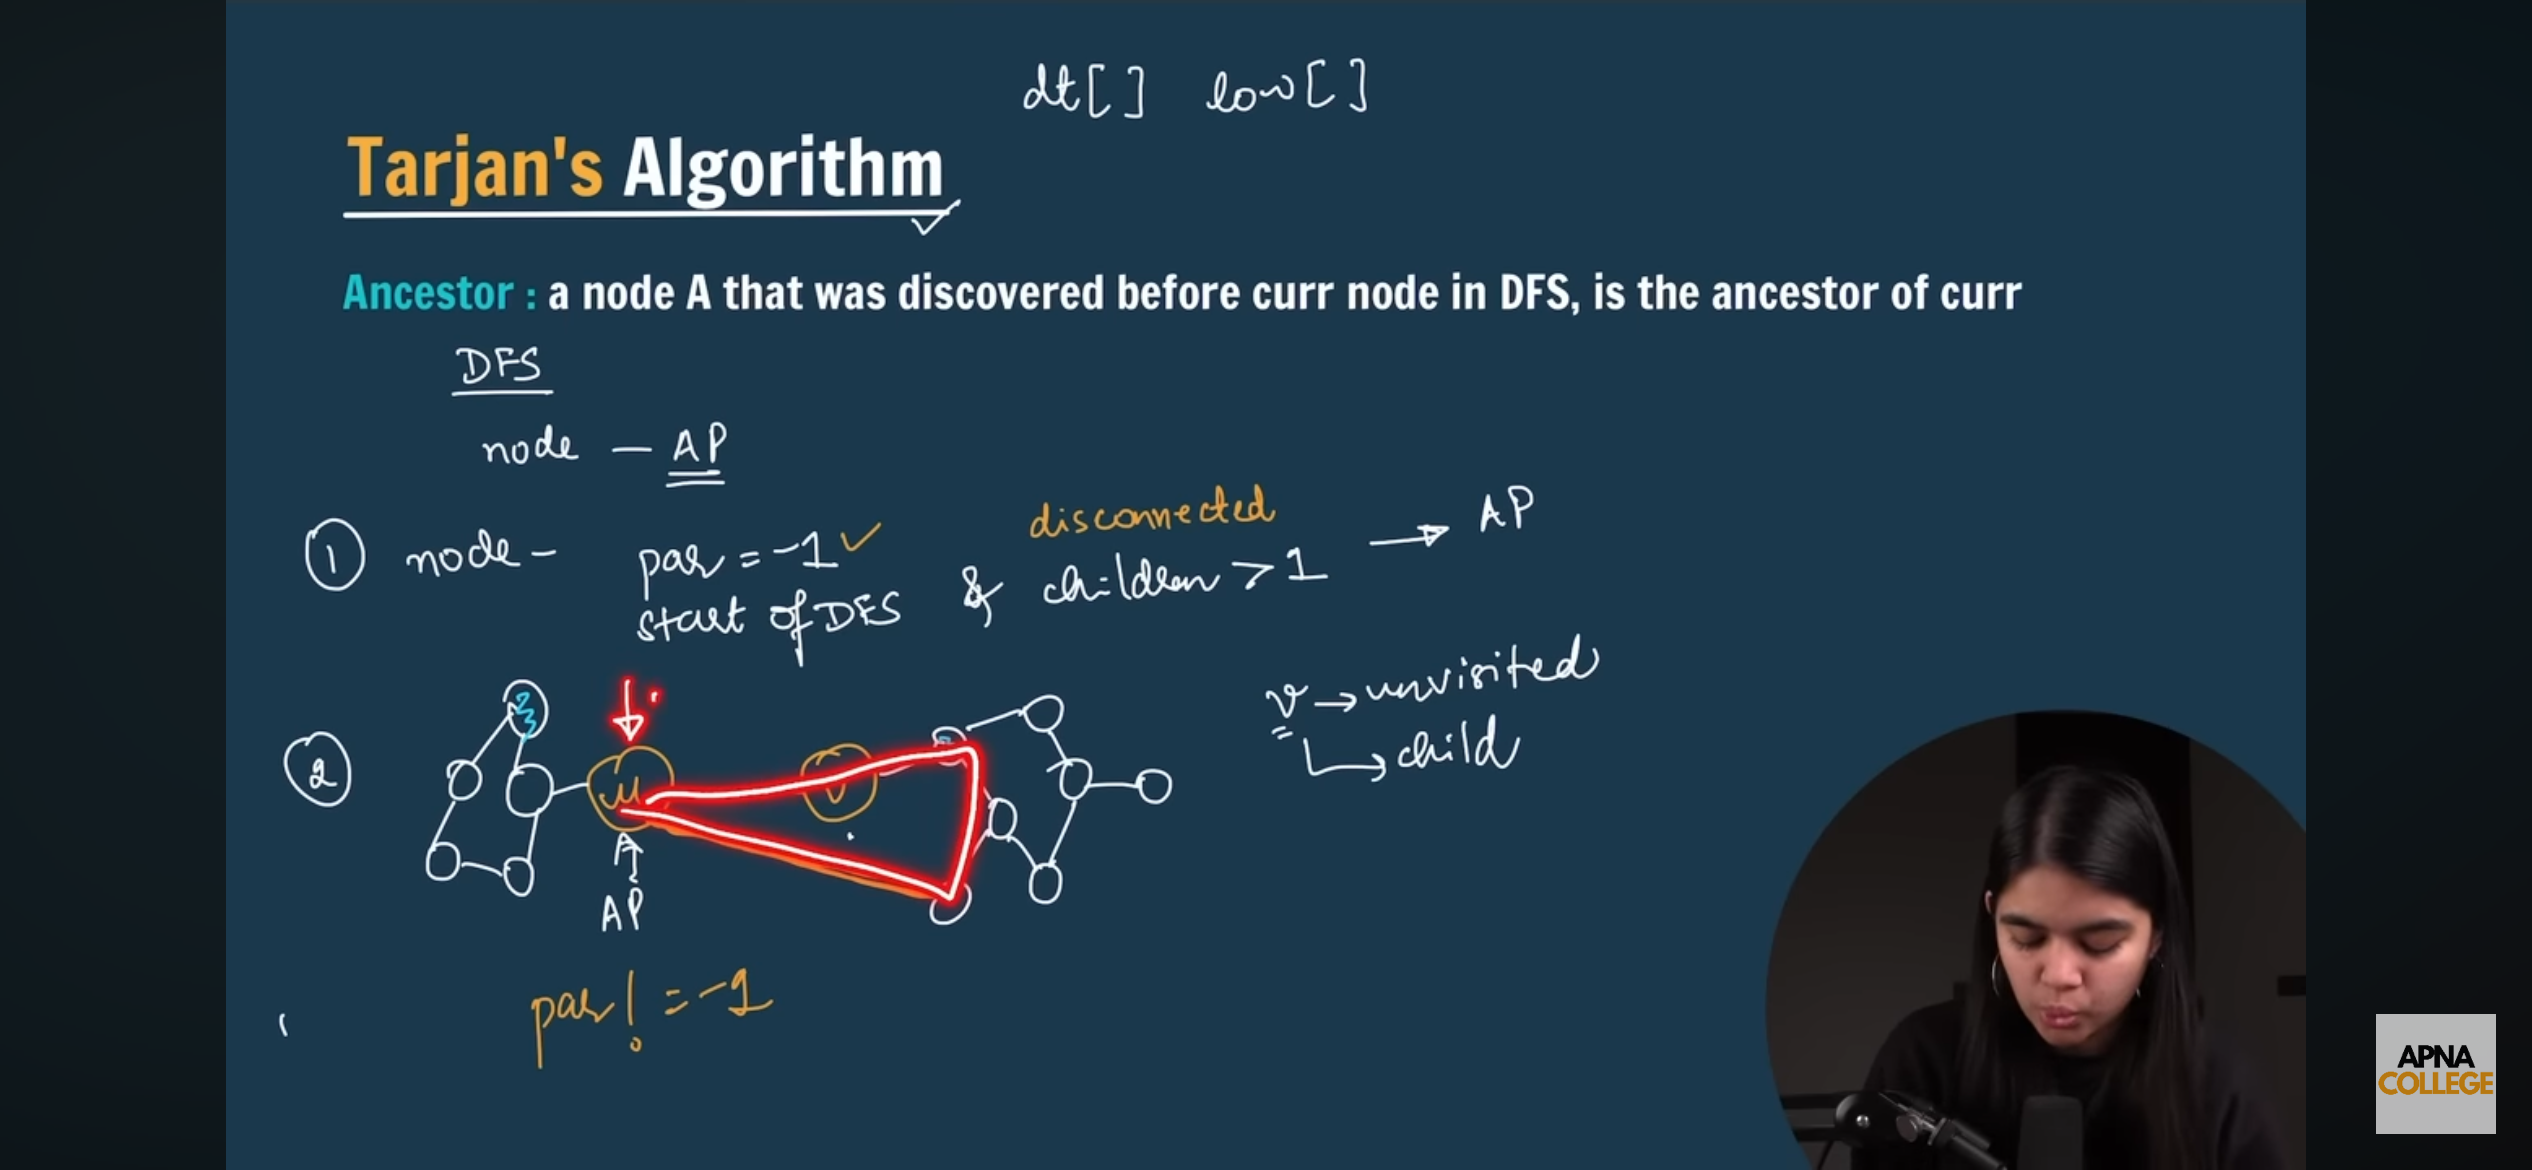 dt[ ] low[ ]
Tarjan's Algorithm
Ancestor : a node A that was discovered before curr node in DFS, is the ancestor of curr
DFS
node – AP
① node – par = -1 ✓ & disconnected children > 1 → AP
start of DFS
② u v
v → unvisited
↳ child
AP
par! = -1
APNA
COLLEGE